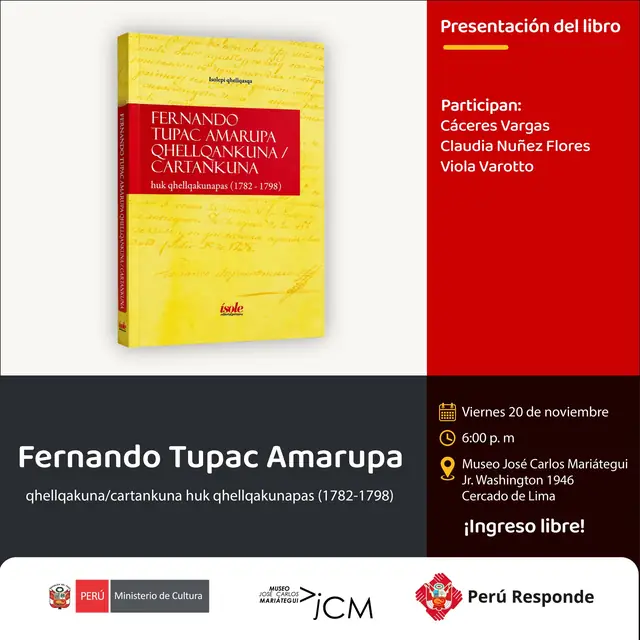 Presentación del libro
Participan:
Cáceres Vargas
Claudia Nuñez Flores
Viola Varotto
FERNANDO
TUPAC AMARUPA
QHELLQANKUNA /
CARTANKUNA
huk qhellqakunapas (1782 - 1798)
FERNANDO TUPAC AMARUPA QHELLQANKUNA / CARTANKUNA
ísole
ísole
Fernando Tupac Amarupa
qhellqakuna/cartankuna huk qhellqakunapas (1782-1798)
Viernes 20 de noviembre
6:00 p. m
Museo José Carlos Mariátegui
Jr. Washington 1946
Cercado de Lima
¡Ingreso libre!
PERÚ Ministerio de Cultura
MUSEO
JOSÉ CARLOS
MARIÁTEGUI
jCM
Perú Responde